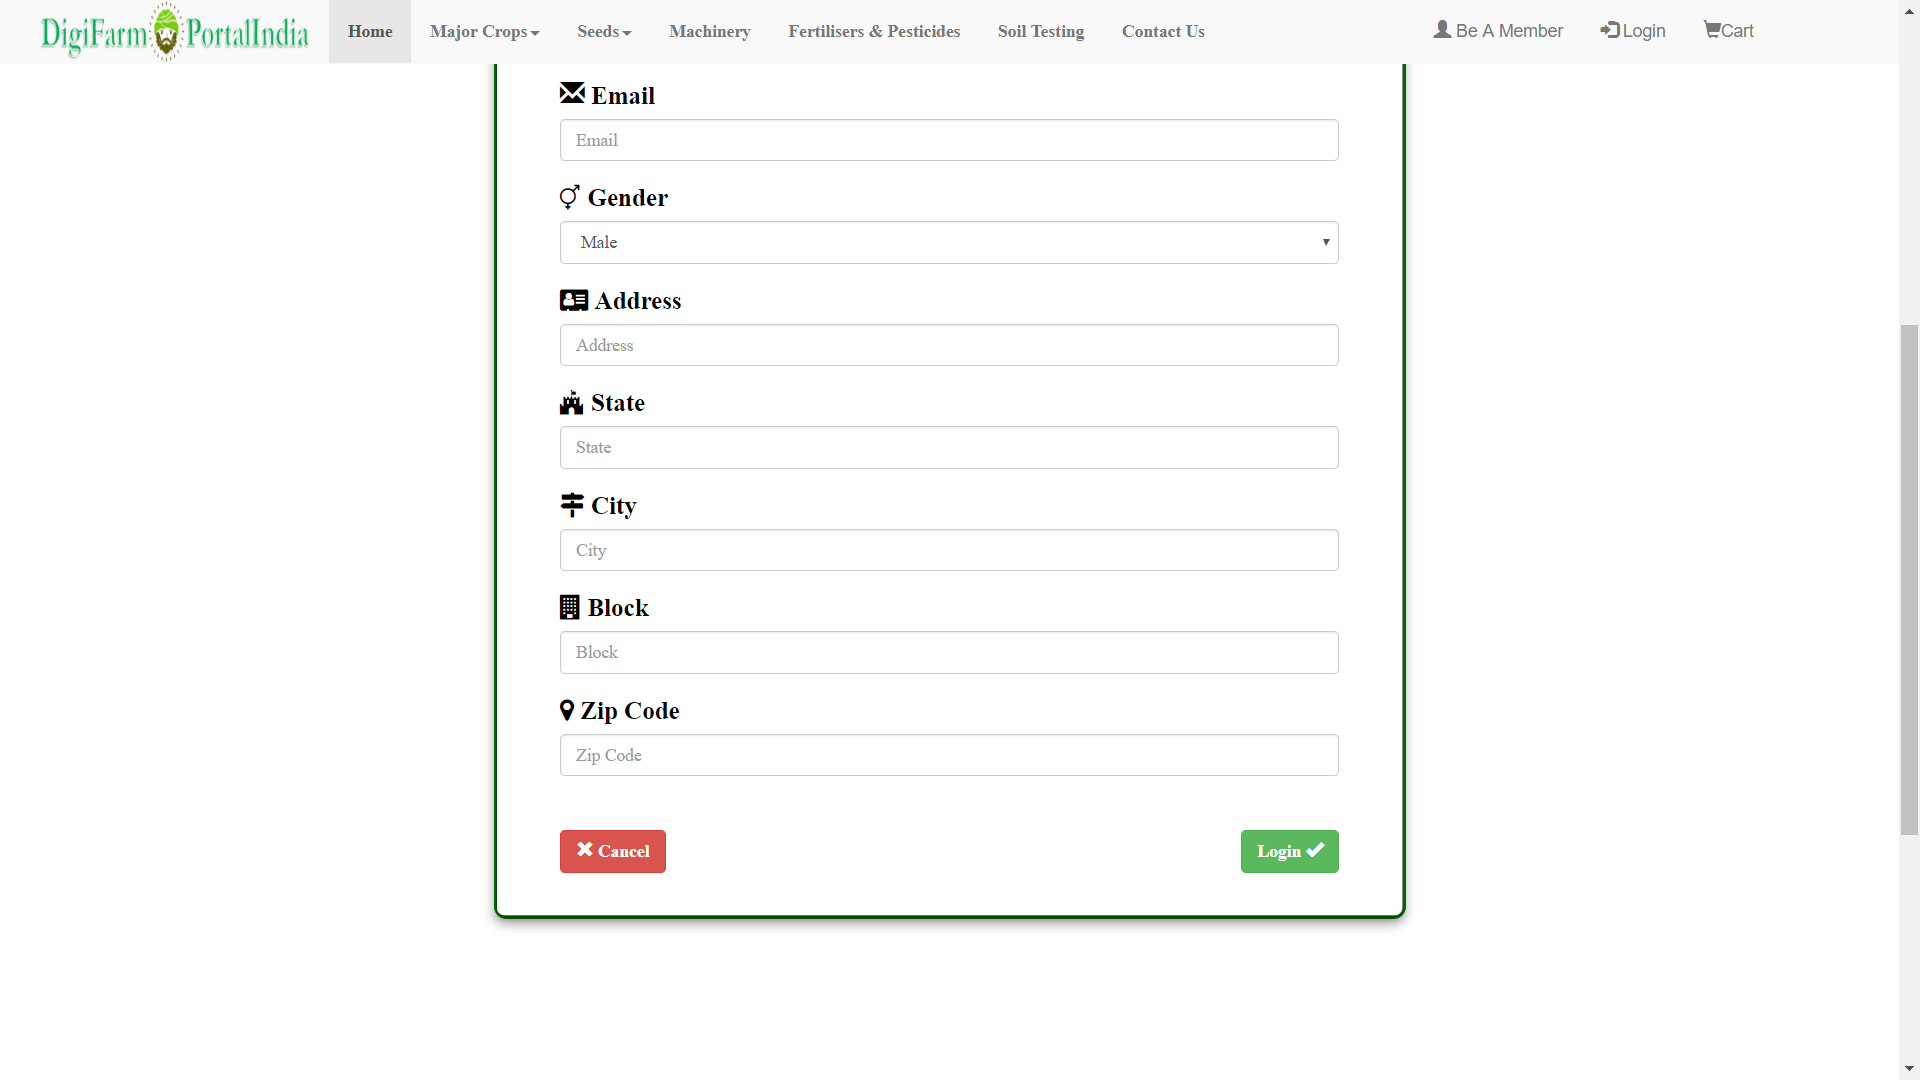 DigiFarm PortalIndia Home Major Crops Seeds Machinery Fertilisers & Pesticides Soil Testing Contact Us Be A Member Login Cart
Email
Email
Gender
Male
Address
Address
State
State
City
City
Block
Block
Zip Code
Zip Code
Cancel Login